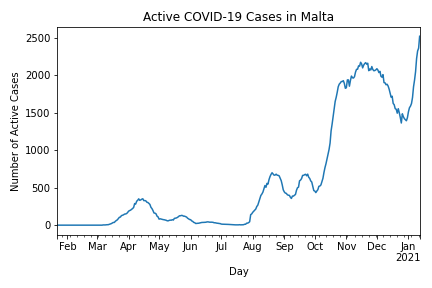 Active COVID-19 Cases in Malta
Number of Active Cases
2500
2000
1500
1000
500
0
Feb Mar Apr May Jun Jul Aug Sep Oct Nov Dec Jan
2021
Day